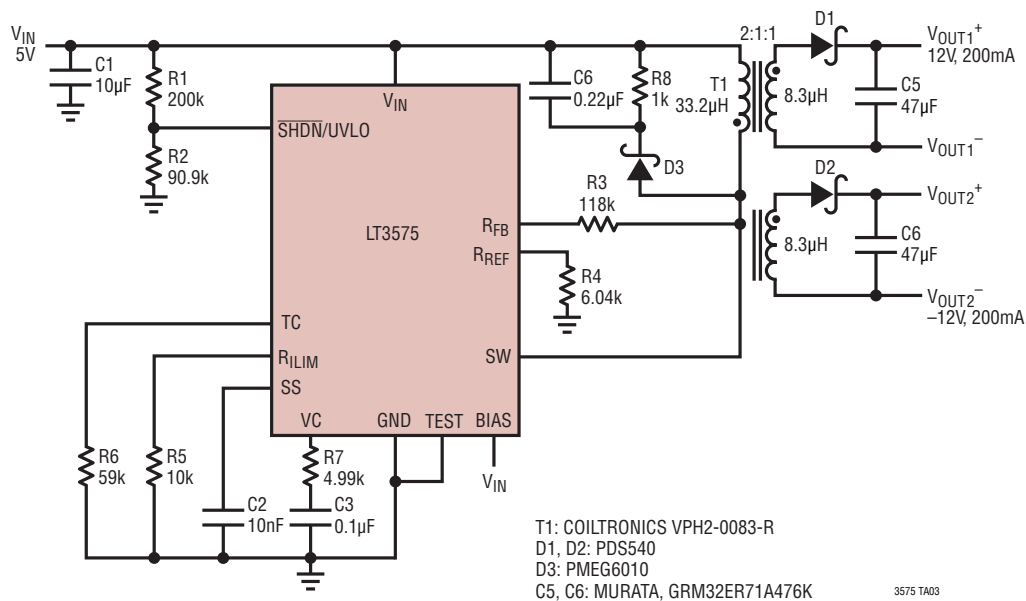 VIN
5V
C1
10µF
R1
200k
R2
90.9k
VIN
SHDN/UVLO
LT3575
RFB
RREF
TC
RILIM
SS
SW
VC
GND
TEST
BIAS
VIN
C6
0.22µF
R8
1k
D3
R3
118k
R4
6.04k
T1
33.2µH
2:1:1
8.3µH
D1
C5
47µF
VOUT1+
12V, 200mA
VOUT1–
8.3µH
D2
C6
47µF
VOUT2+
VOUT2–
–12V, 200mA
R6
59k
R5
10k
C2
10nF
R7
4.99k
C3
0.1µF
T1: COILTRONICS VPH2-0083-R
D1, D2: PDS540
D3: PMEG6010
C5, C6: MURATA, GRM32ER71A476K
3575 TA03